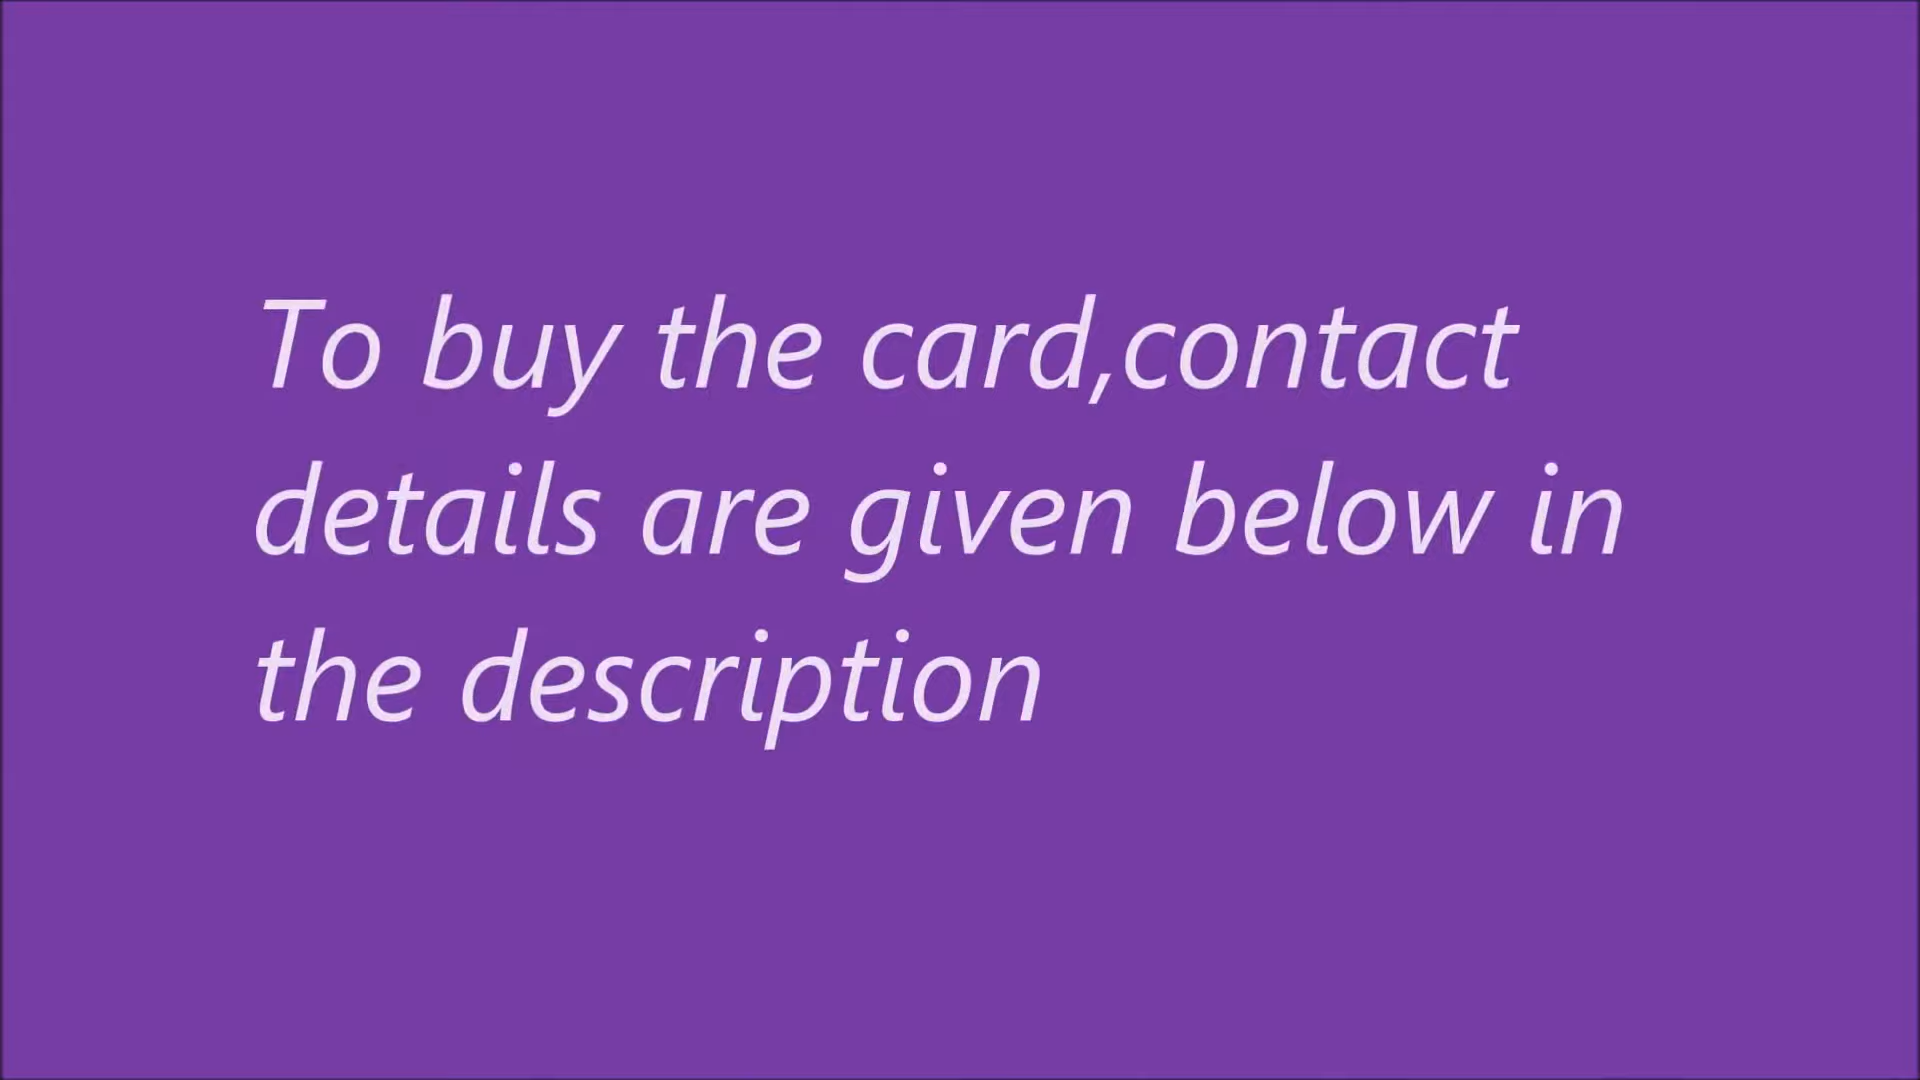 To buy the card,contact
details are given below in
the description